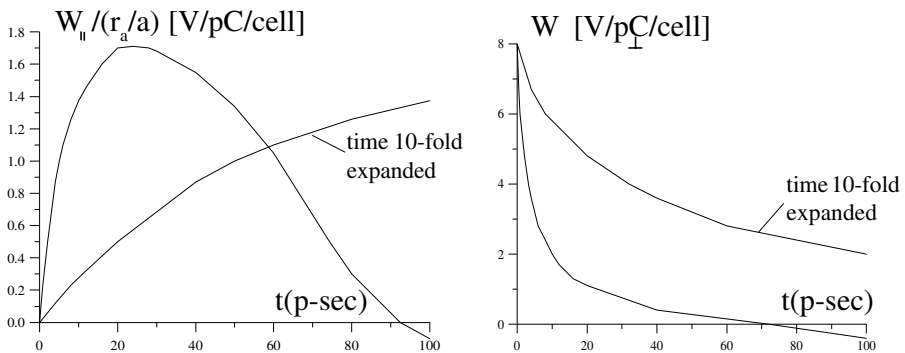 W∥/(rₐ/a) [V/pC/cell]
1.8
1.6
1.4
1.2
1.0
0.8
0.6
0.4
0.2
0.0
time 10-fold
expanded
t(p-sec)
0 20 40 60 80 100
W⊥ [V/pC/cell]
8
6
4
2
0
time 10-fold
expanded
t(p-sec)
0 20 40 60 80 100